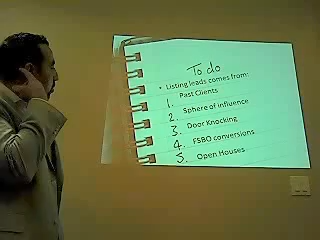 To do
• Listing leads comes from:
1. Past Clients
2. Sphere of influence
3. Door Knocking
4. FSBO conversions
5. Open Houses